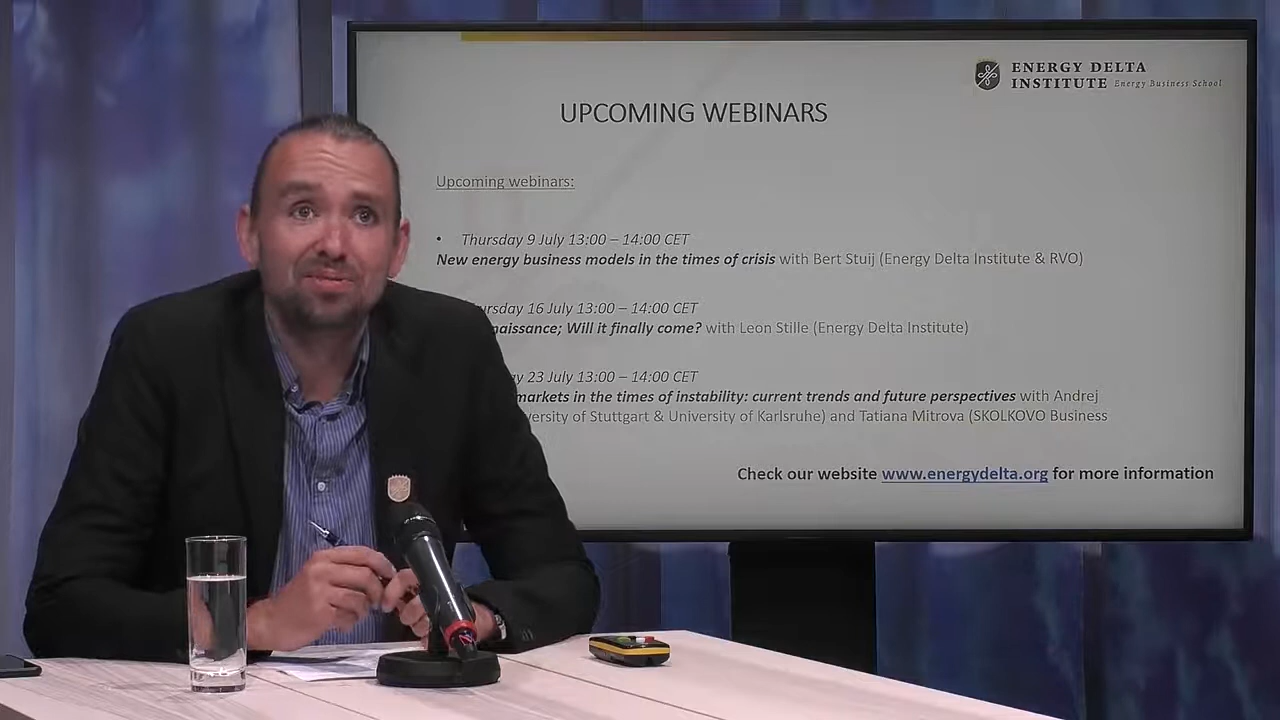 ENERGY DELTA
INSTITUTE Energy Business School
UPCOMING WEBINARS
Upcoming webinars:
• Thursday 9 July 13:00 – 14:00 CET
New energy business models in the times of crisis with Bert Stuij (Energy Delta Institute & RVO)
16 July 13:00 – 14:00 CET
Will it finally come? with Leon Stille (Energy Delta Institute)
23 July 13:00 – 14:00 CET
markets in the times of instability: current trends and future perspectives with Andrej
of Stuttgart & University of Karlsruhe) and Tatiana Mitrova (SKOLKOVO Business
Check our website www.energydelta.org for more information